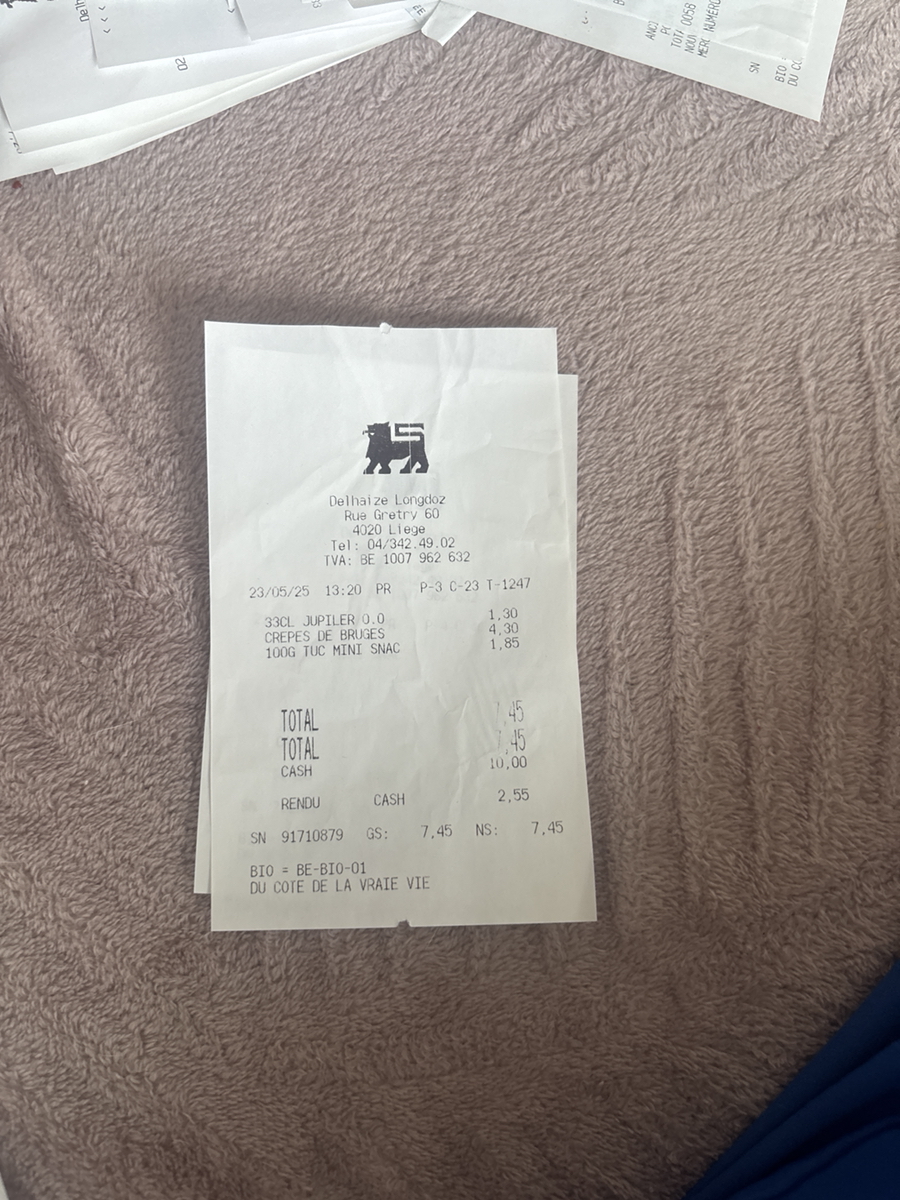 Delhaize Longdoz
Rue Gretry 60
4020 Liege
Tel: 04/342.49.02
TVA: BE 1007 962 632
23/05/25 13:20 PR P-3 C-23 T-1247
33CL JUPILER 0.0 1,30
CREPES DE BRUGES 4,30
100G TUC MINI SNAC 1,85
TOTAL 7,45
TOTAL 7,45
CASH 10,00
RENDU CASH 2,55
SN 91710879 GS: 7,45 NS: 7,45
BIO = BE-BIO-01
DU COTE DE LA VRAIE VIE
SN
BIO